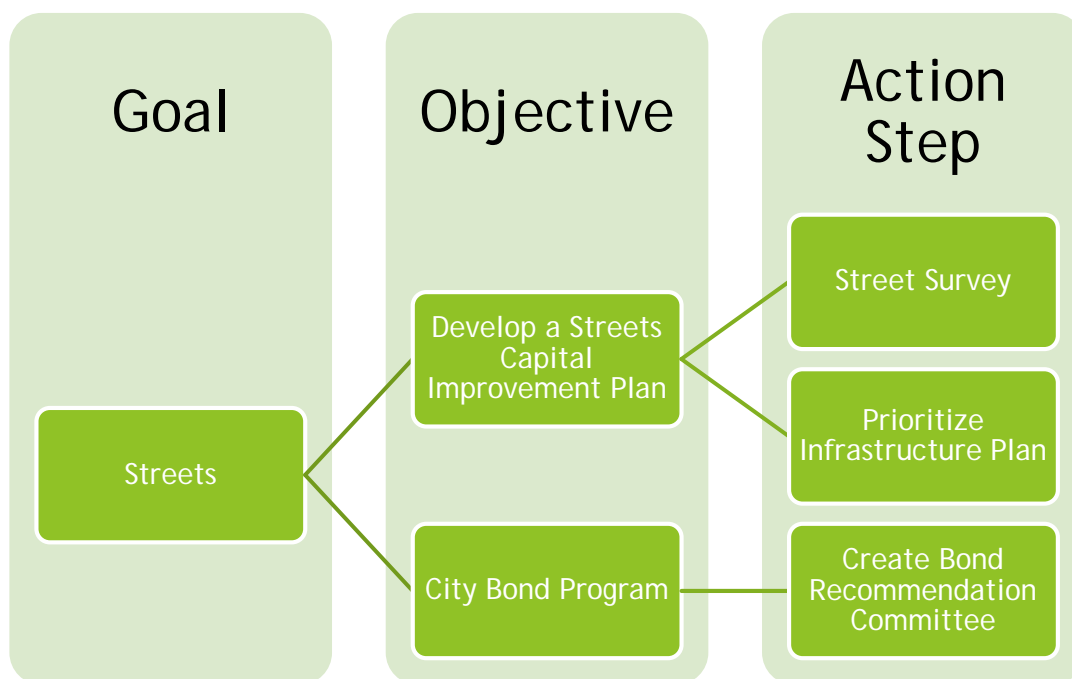 Goal
Objective
Action
Step
Streets
Develop a Streets
Capital
Improvement Plan
City Bond Program
Street Survey
Prioritize
Infrastructure Plan
Create Bond
Recommendation
Committee